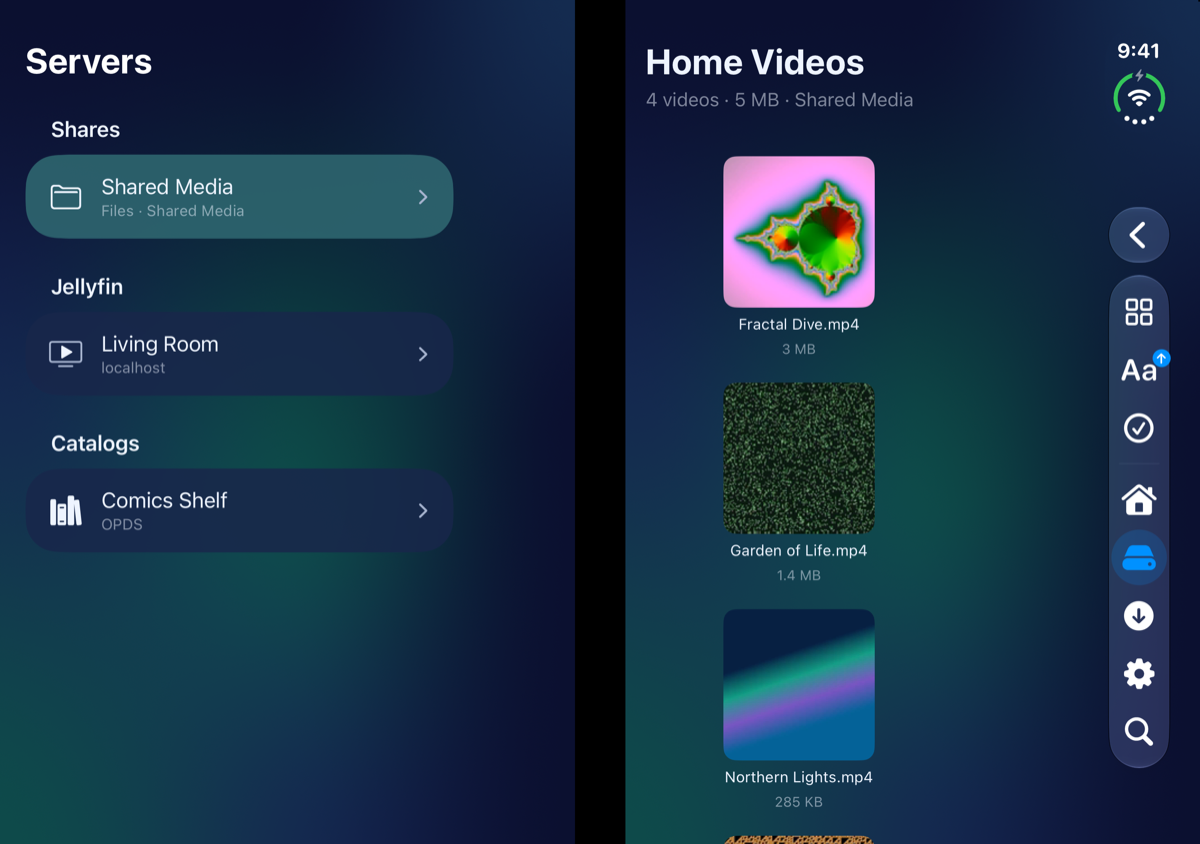 Servers
Shares
Shared Media
Files · Shared Media
Jellyfin
Living Room
localhost
Catalogs
Comics Shelf
OPDS
Home Videos
4 videos · 5 MB · Shared Media
Fractal Dive.mp4
3 MB
Garden of Life.mp4
1.4 MB
Northern Lights.mp4
285 KB
9:41
Aa